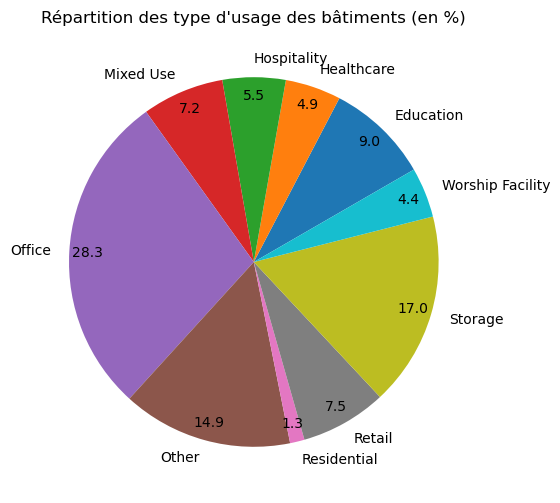 Répartition des type d'usage des bâtiments (en %)
Hospitality
Healthcare
Mixed Use
5.5
4.9
7.2
Education
9.0
Worship Facility
4.4
Office
28.3
17.0
Storage
7.5
1.3
14.9
Retail
Other
Residential